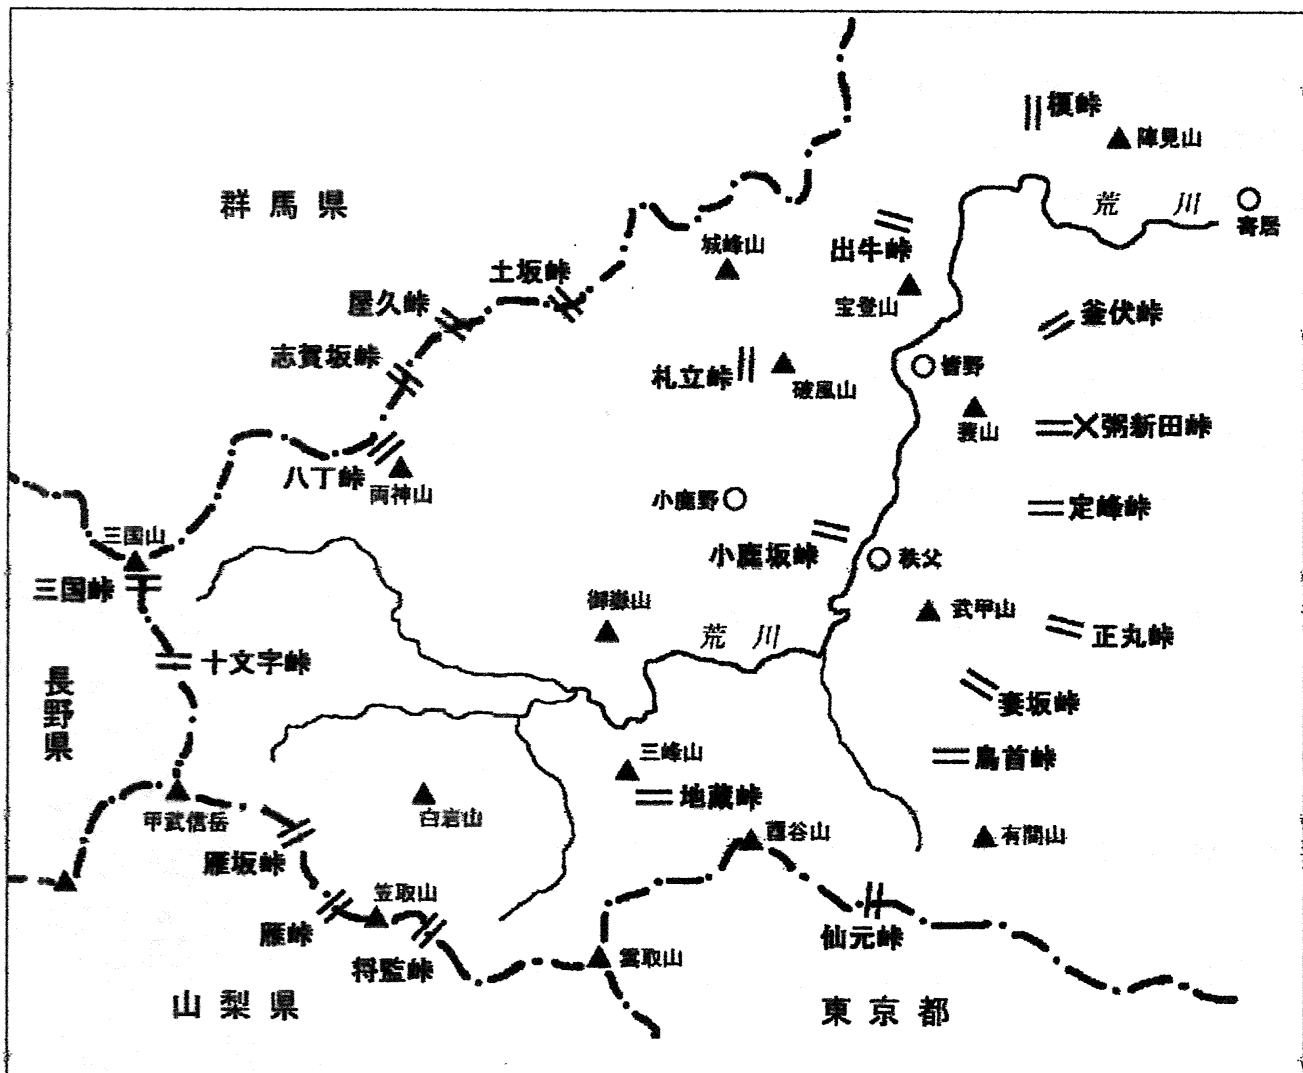 榎峠
陣見山
群馬県
荒川
寄居
城峰山
出牛峠
土坂峠
宝登山
屋久峠
釜伏峠
志賀坂峠
札立峠
破風山
皆野
蓑山
粥新田峠
八丁峠
両神山
小鹿野
定峰峠
三国山
小鹿坂峠
秩父
三国峠
御嶽山
武甲山
荒川
正丸峠
十文字峠
長野県
妻坂峠
三峰山
鳥首峠
地蔵峠
甲武信岳
白岩山
酉谷山
有間山
雁坂峠
笠取山
雁峠
仙元峠
将監峠
雲取山
山梨県
東京都